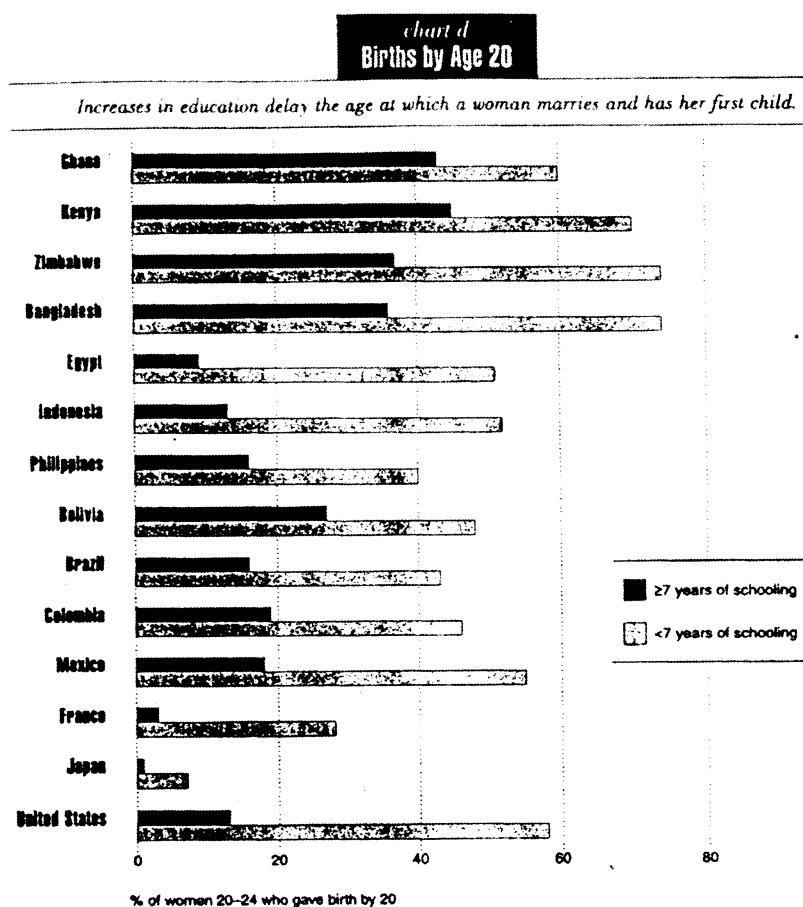 chart d
Births by Age 20
Increases in education delay the age at which a woman marries and has her first child.
Ghana
Kenya
Zimbabwe
Bangladesh
Egypt
Indonesia
Philippines
Bolivia
Brazil
Colombia
Mexico
France
Japan
United States
≥7 years of schooling
<7 years of schooling
0 20 40 60 80
% of women 20–24 who gave birth by 20